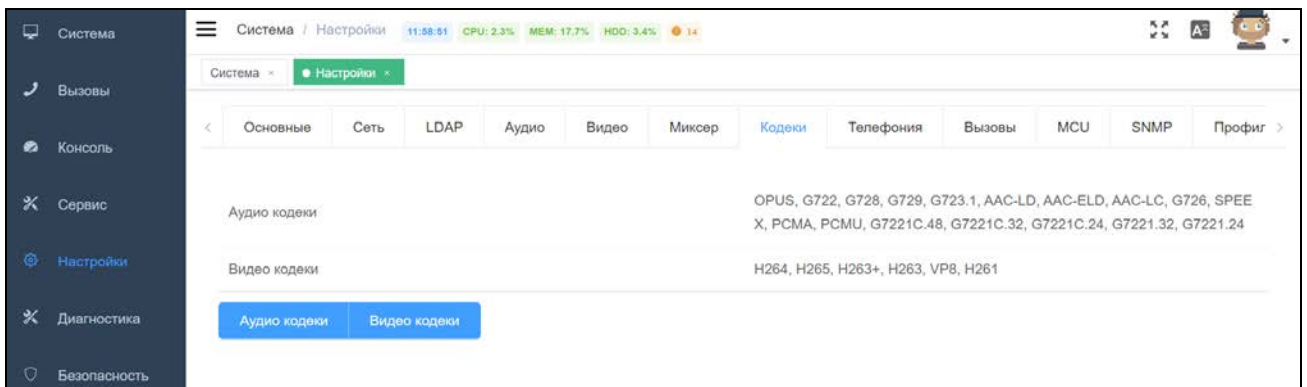 Система
Вызовы
Консоль
Сервис
Настройки
Диагностика
Безопасность
Система / Настройки 11:58:51 CPU: 2.3% MEM: 17.7% HDD: 3.4% 14
Система × Настройки ×
< Основные Сеть LDAP Аудио Видео Миксер Кодеки Телефония Вызовы MCU SNMP Профил >
Аудио кодеки
OPUS, G722, G728, G729, G723.1, AAC-LD, AAC-ELD, AAC-LC, G726, SPEE
X, PCMA, PCMU, G7221C.48, G7221C.32, G7221C.24, G7221.32, G7221.24
Видео кодеки
H264, H265, H263+, H263, VP8, H261
Аудио кодеки Видео кодеки